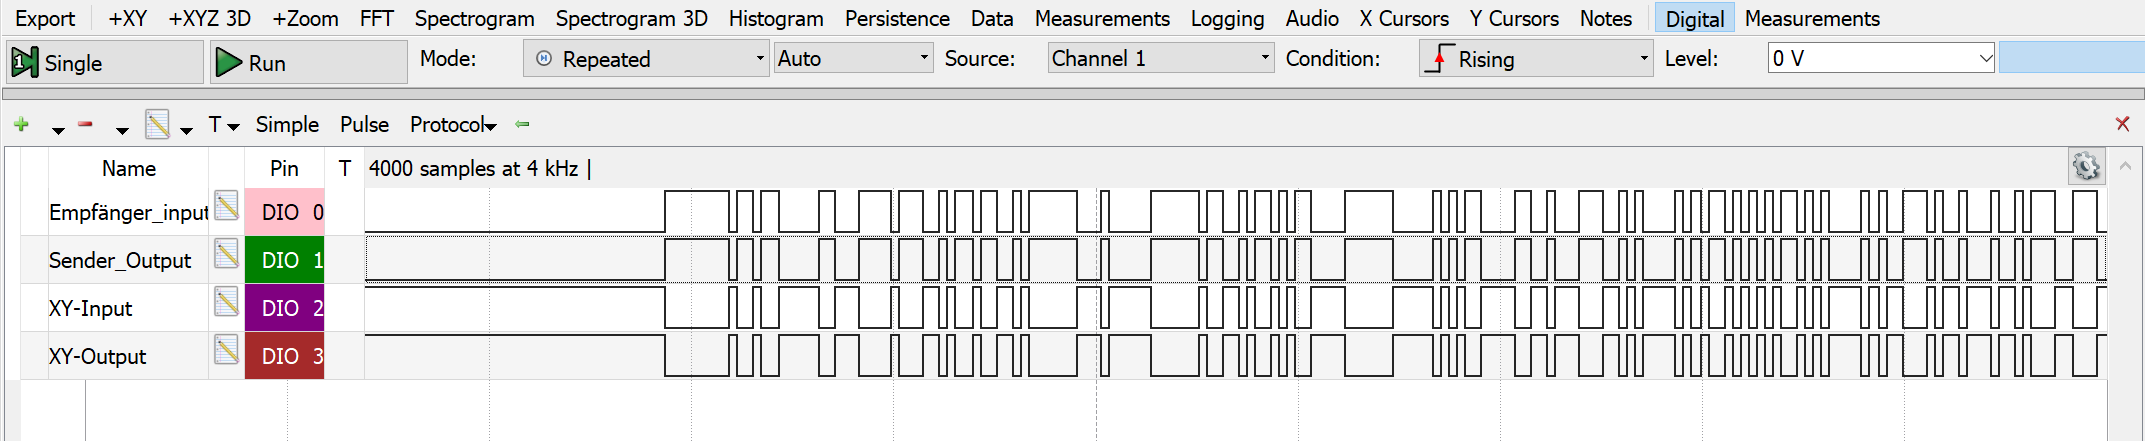 Export +XY +XYZ 3D +Zoom FFT Spectrogram Spectrogram 3D Histogram Persistence Data Measurements Logging Audio X Cursors Y Cursors Notes Digital Measurements
1 Single Run Mode: Repeated Auto Source: Channel 1 Condition: Rising Level: 0 V
T Simple Pulse Protocol
Name Pin T 4000 samples at 4 kHz |
Empfänger_input DIO 0
Sender_Output DIO 1
XY-Input DIO 2
XY-Output DIO 3